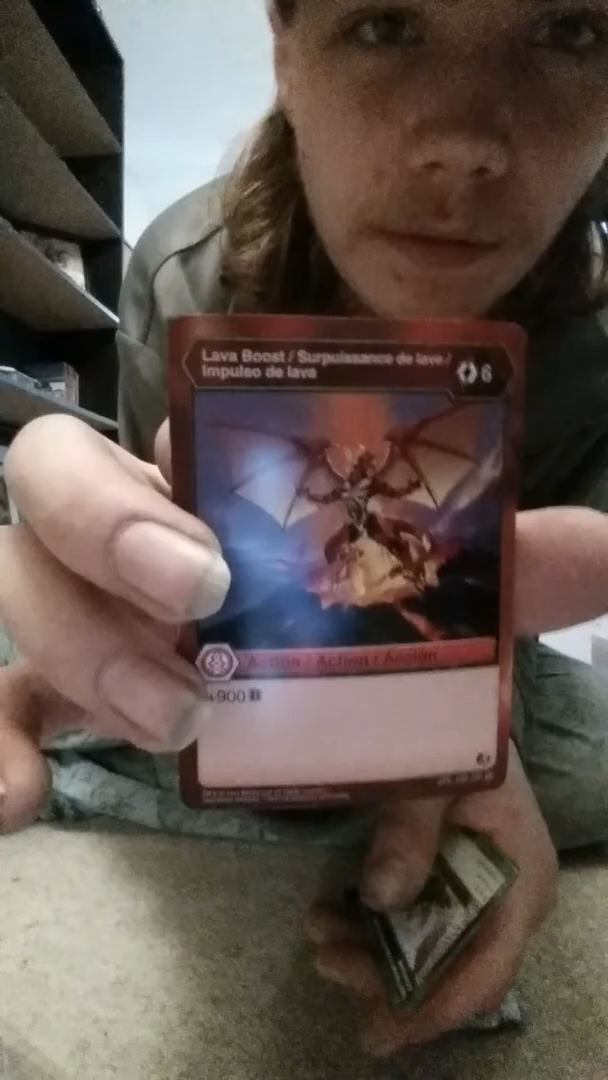 Lava Boost / Surpuissance de lave /
Impulso de lava
6
Action / Action / Acción
+900